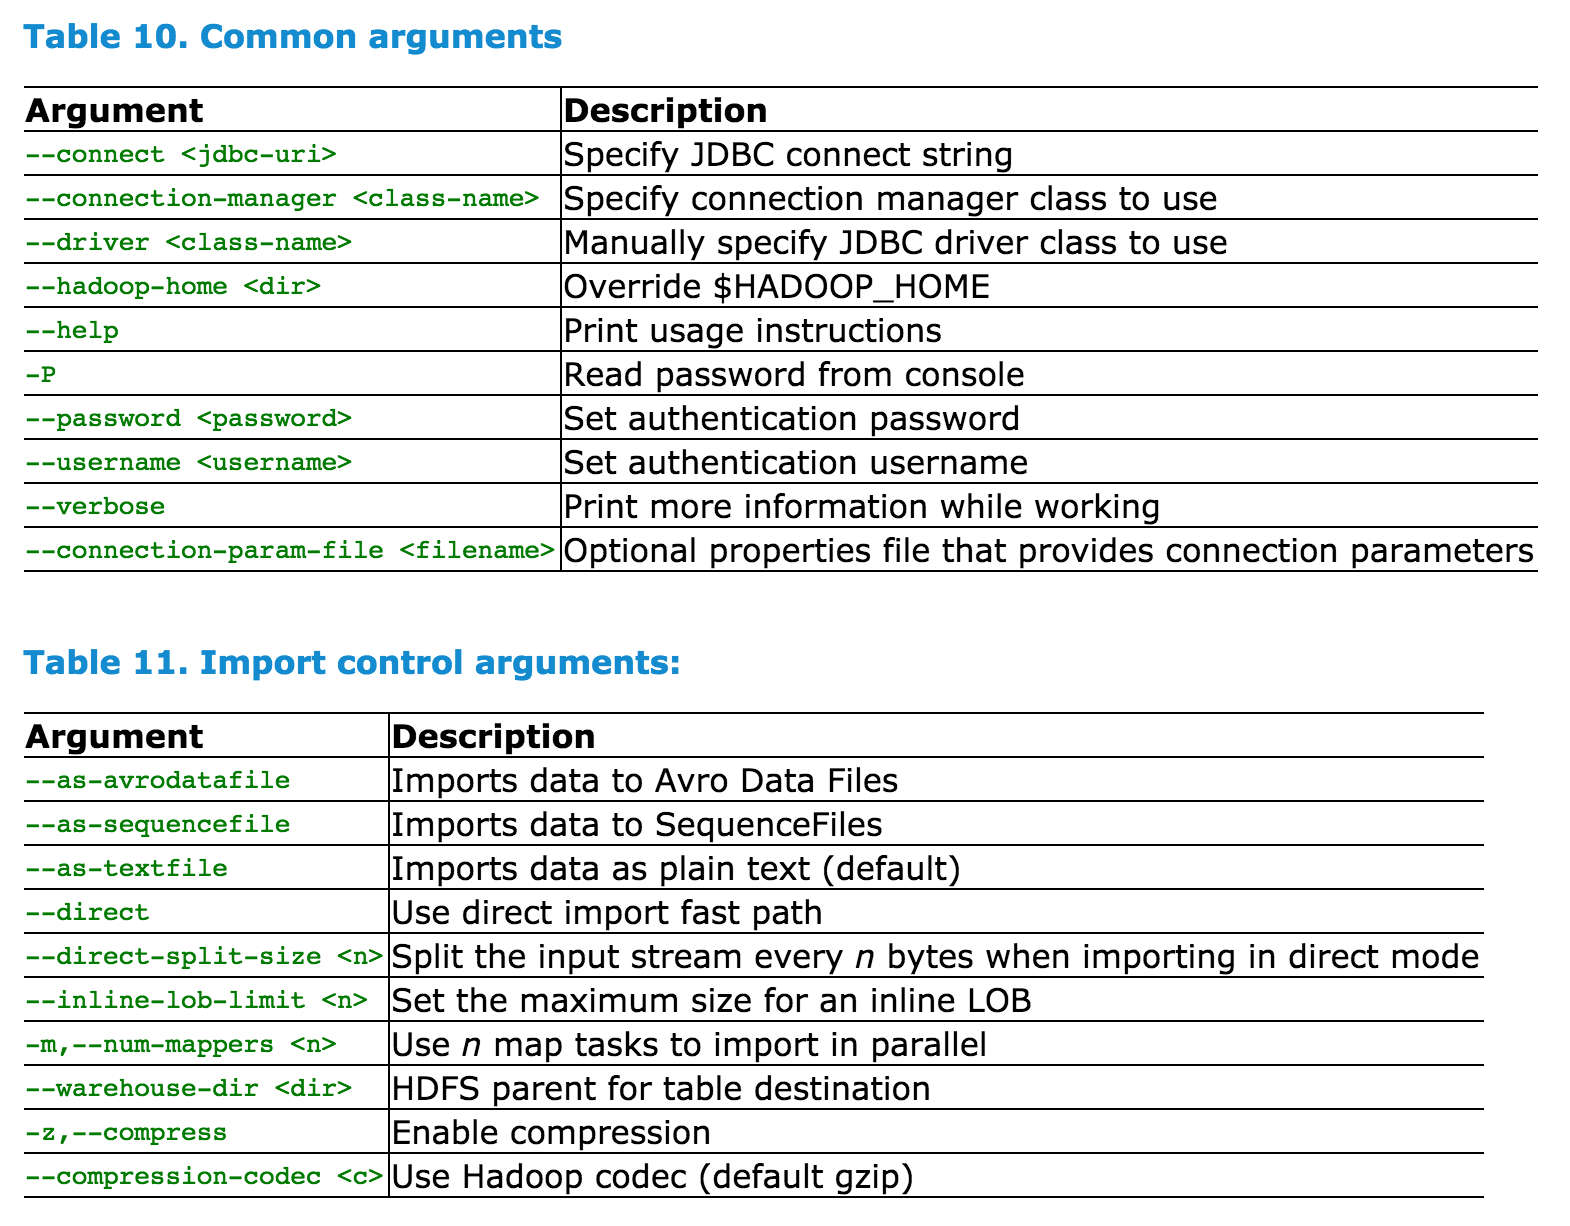 Table 10. Common arguments
Argument Description
--connect <jdbc-uri> Specify JDBC connect string
--connection-manager <class-name> Specify connection manager class to use
--driver <class-name> Manually specify JDBC driver class to use
--hadoop-home <dir> Override $HADOOP_HOME
--help Print usage instructions
-P Read password from console
--password <password> Set authentication password
--username <username> Set authentication username
--verbose Print more information while working
--connection-param-file <filename> Optional properties file that provides connection parameters
Table 11. Import control arguments:
Argument Description
--as-avrodatafile Imports data to Avro Data Files
--as-sequencefile Imports data to SequenceFiles
--as-textfile Imports data as plain text (default)
--direct Use direct import fast path
--direct-split-size <n> Split the input stream every n bytes when importing in direct mode
--inline-lob-limit <n> Set the maximum size for an inline LOB
-m,--num-mappers <n> Use n map tasks to import in parallel
--warehouse-dir <dir> HDFS parent for table destination
-z,--compress Enable compression
--compression-codec <c> Use Hadoop codec (default gzip)